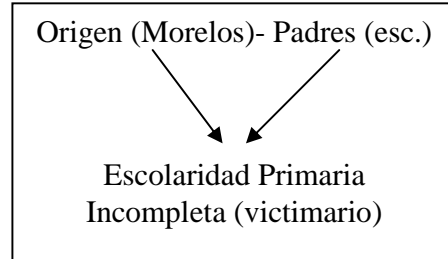 Origen (Morelos)- Padres (esc.)
Escolaridad Primaria
Incompleta (victimario)